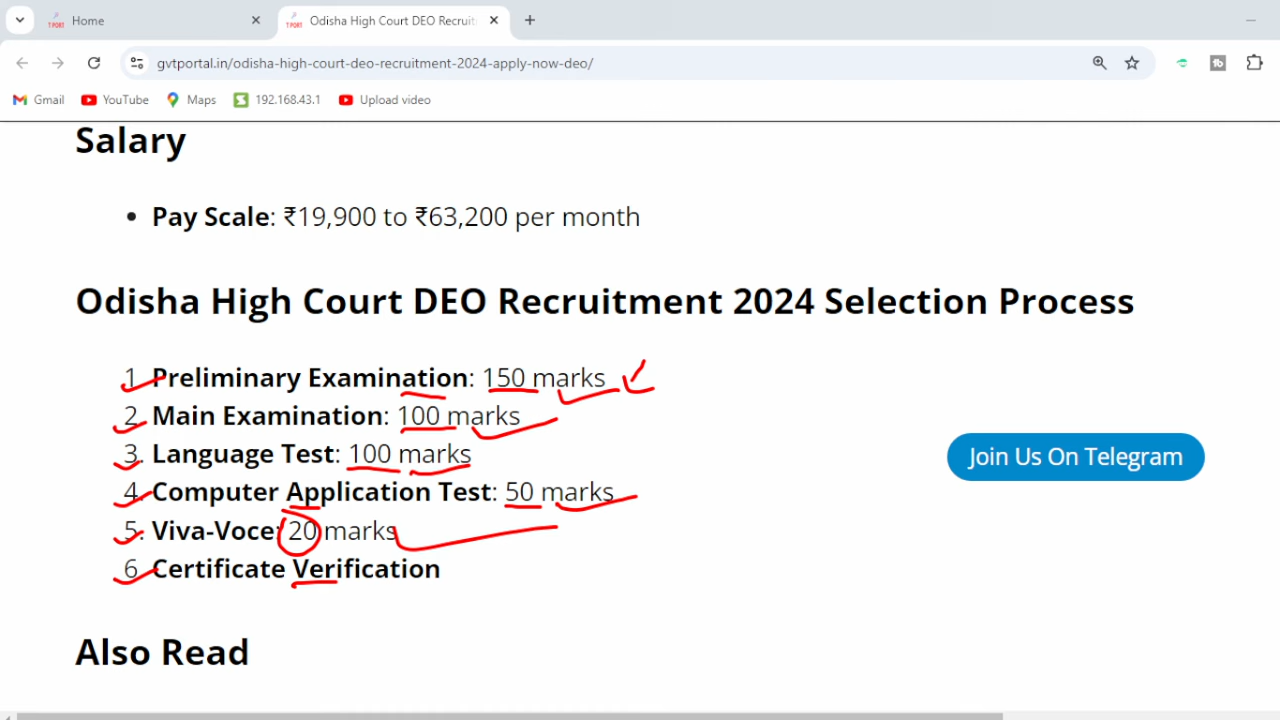 Home
Odisha High Court DEO Recruit
gvtportal.in/odisha-high-court-deo-recruitment-2024-apply-now-deo/
Gmail YouTube Maps 192.168.43.1 Upload video
Salary
• Pay Scale: ₹19,900 to ₹63,200 per month
Odisha High Court DEO Recruitment 2024 Selection Process
1. Preliminary Examination: 150 marks
2. Main Examination: 100 marks
3. Language Test: 100 marks
4. Computer Application Test: 50 marks
5. Viva-Voce: 20 marks
6. Certificate Verification
Join Us On Telegram
Also Read